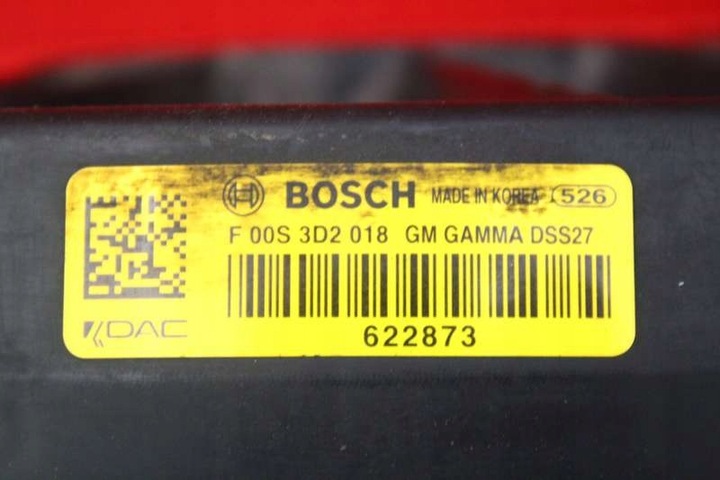 BOSCH MADE IN KOREA 526
F 00S 3D2 018 GM GAMMA DSS27
DAC
622873